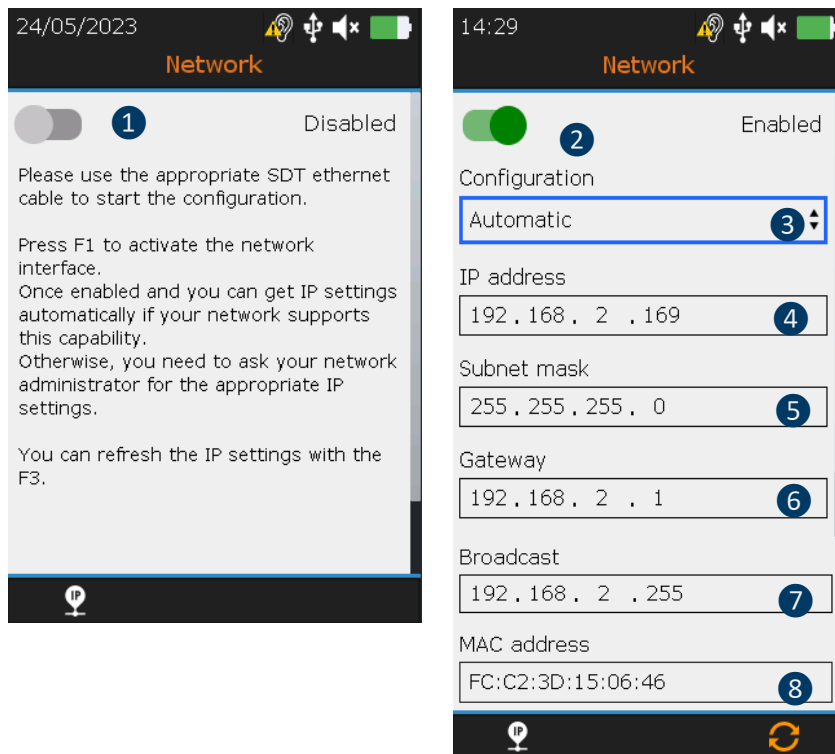 24/05/2023
Network
1
Disabled
Please use the appropriate SDT ethernet
cable to start the configuration.
Press F1 to activate the network
interface.
Once enabled and you can get IP settings
automatically if your network supports
this capability.
Otherwise, you need to ask your network
administrator for the appropriate IP
settings.
You can refresh the IP settings with the
F3.
IP
14:29
Network
2
Enabled
Configuration
Automatic
3
IP address
192 . 168 . 2 . 169
4
Subnet mask
255 . 255 . 255 . 0
5
Gateway
192 . 168 . 2 . 1
6
Broadcast
192 . 168 . 2 . 255
7
MAC address
FC:C2:3D:15:06:46
8
IP